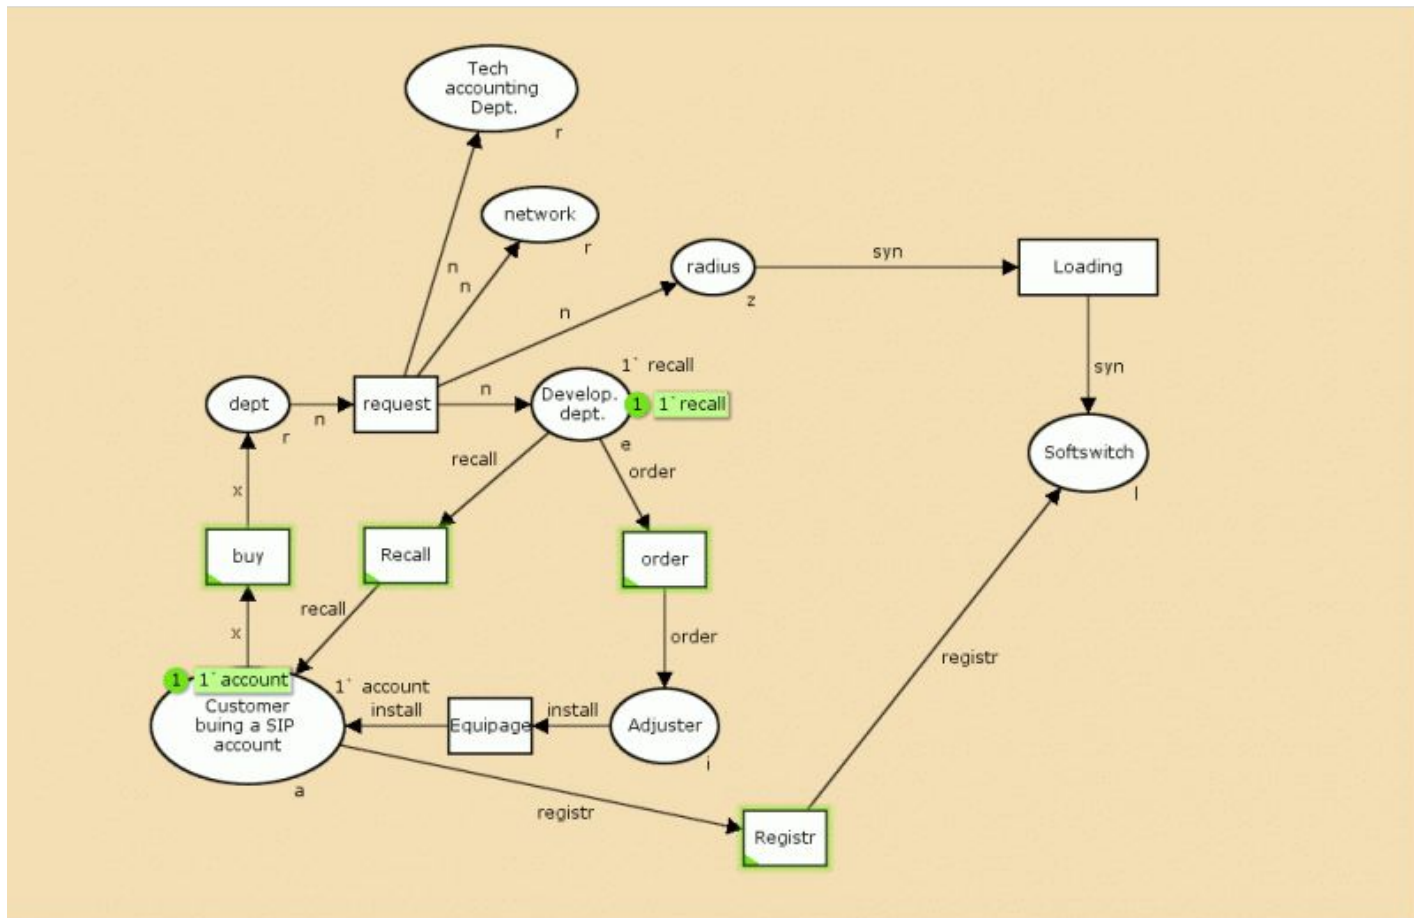 Tech
accounting
Dept.
r
network
r
n
n
radius
z
syn
Loading
n
syn
1` recall
dept
r
n
request
n
Develop.
dept.
1
1`recall
e
recall
order
Softswitch
l
x
buy
Recall
order
x
recall
order
registr
1
1`account
1` account
Customer
buing a SIP
account
a
install
Equipage
install
Adjuster
i
registr
Registr